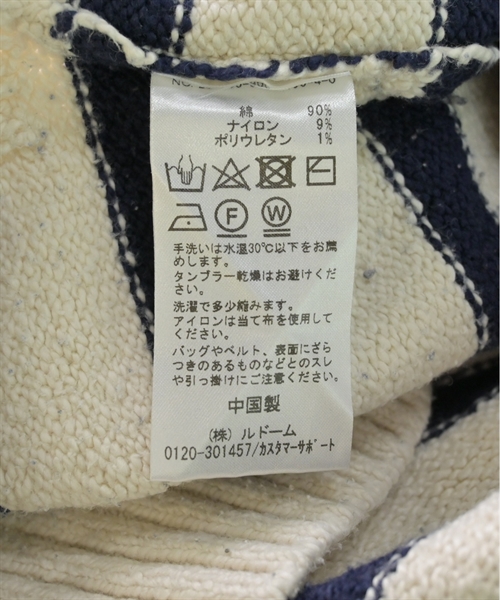 綿 90%
ナイロン 9%
ポリウレタン 1%
F W
手洗いは水温30℃以下をお薦
めします。
タンブラー乾燥はお避けくださ
い。
洗濯で多少縮みます。
アイロンは当て布を使用して
ください。
バッグやベルト、表面にざら
つきのあるものなどとのスレ
や引っ掛けにご注意ください。
中国製
(株) ルドーム
0120-301457/カスタマーサポート